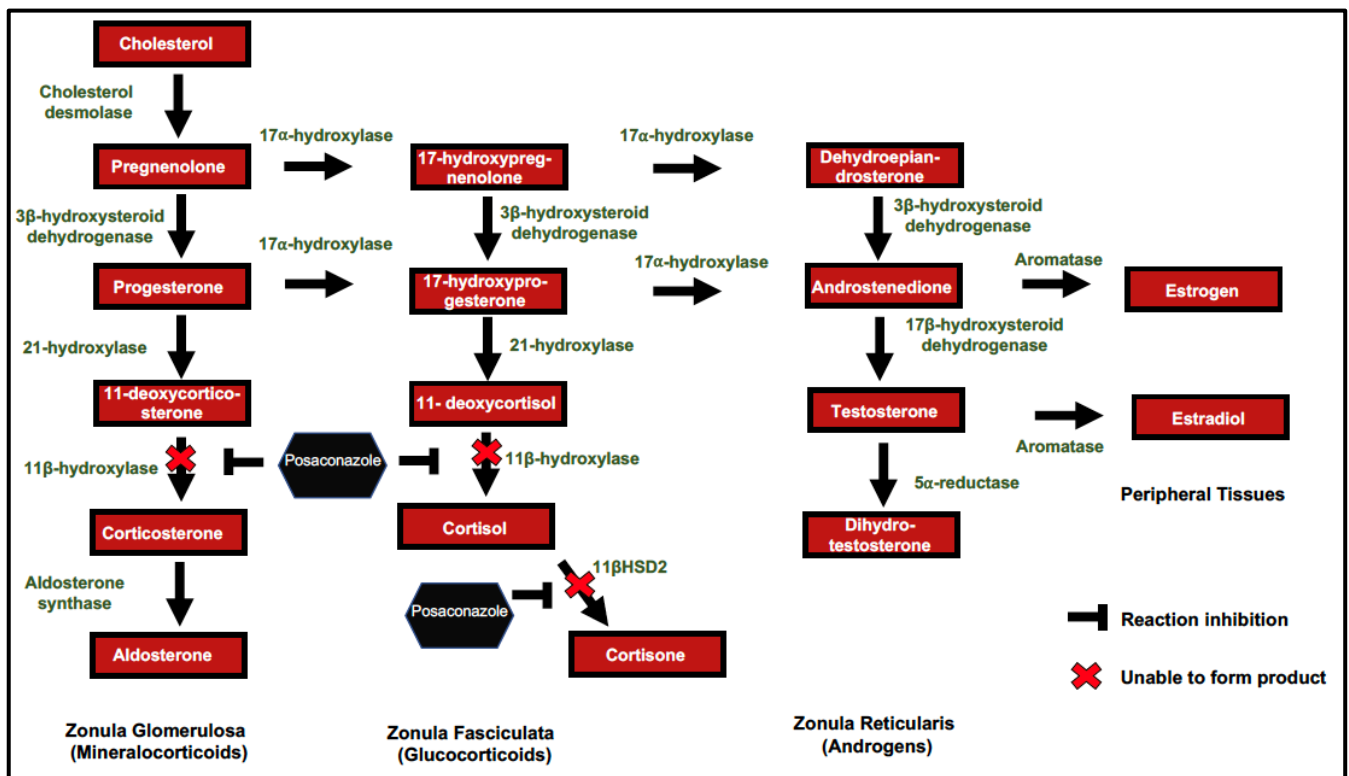 Cholesterol
Cholesterol
desmolase
17α-hydroxylase
17α-hydroxylase
Pregnenolone
17-hydroxypreg-
nenolone
Dehydroepian-
drosterone
3β-hydroxysteroid
dehydrogenase
17α-hydroxylase
3β-hydroxysteroid
dehydrogenase
17α-hydroxylase
3β-hydroxysteroid
dehydrogenase
Aromatase
Progesterone
17-hydroxypro-
gesterone
Androstenedione
Estrogen
21-hydroxylase
21-hydroxylase
17β-hydroxysteroid
dehydrogenase
11-deoxycortico-
sterone
11- deoxycortisol
Testosterone
Estradiol
Aromatase
11β-hydroxylase
Posaconazole
11β-hydroxylase
5α-reductase
Peripheral Tissues
Corticosterone
Cortisol
Dihydro-
testosterone
Aldosterone
synthase
11βHSD2
Posaconazole
Reaction inhibition
Aldosterone
Cortisone
Unable to form product
Zonula Glomerulosa
(Mineralocorticoids)
Zonula Fasciculata
(Glucocorticoids)
Zonula Reticularis
(Androgens)